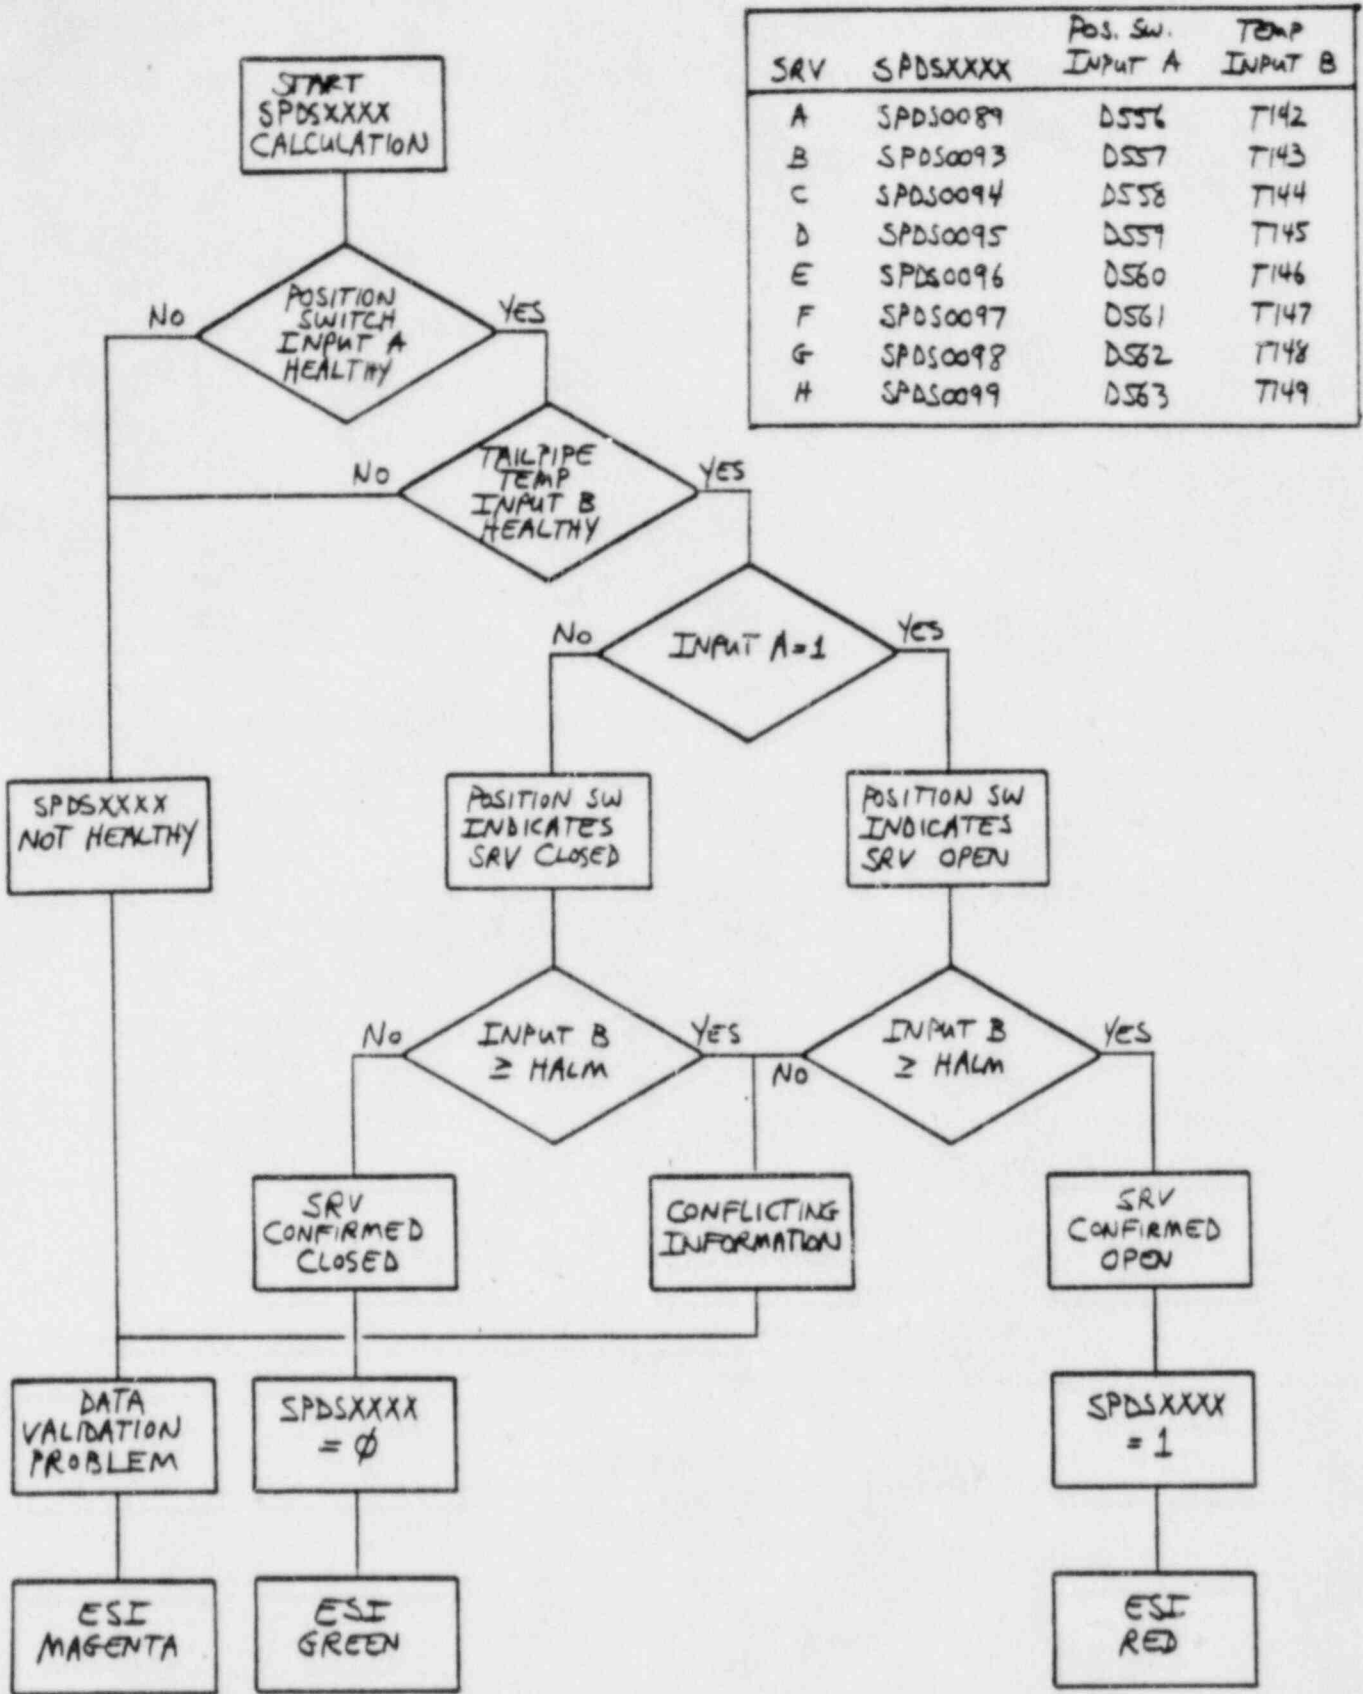 POS. SW. TEMP
SRV SPDSXXXX INPUT A INPUT B
A SPDS0089 D556 T142
B SPDS0093 D557 T143
C SPDS0094 D558 T144
D SPDS0095 D559 T145
E SPDS0096 D560 T146
F SPDS0097 D561 T147
G SPDS0098 D562 T148
H SPDS0099 D563 T149
START
SPDSXXXX
CALCULATION
NO
POSITION
SWITCH
INPUT A
HEALTHY
YES
NO
TAILPIPE
TEMP
INPUT B
HEALTHY
YES
NO
INPUT A=1
YES
SPDSXXXX
NOT HEALTHY
POSITION SW
INDICATES
SRV CLOSED
POSITION SW
INDICATES
SRV OPEN
NO
INPUT B
≥ HALM
YES
NO
INPUT B
≥ HALM
YES
SRV
CONFIRMED
CLOSED
CONFLICTING
INFORMATION
SRV
CONFIRMED
OPEN
DATA
VALIDATION
PROBLEM
SPDSXXXX
= Ø
SPDSXXXX
= 1
ESI
MAGENTA
ESI
GREEN
ESI
RED